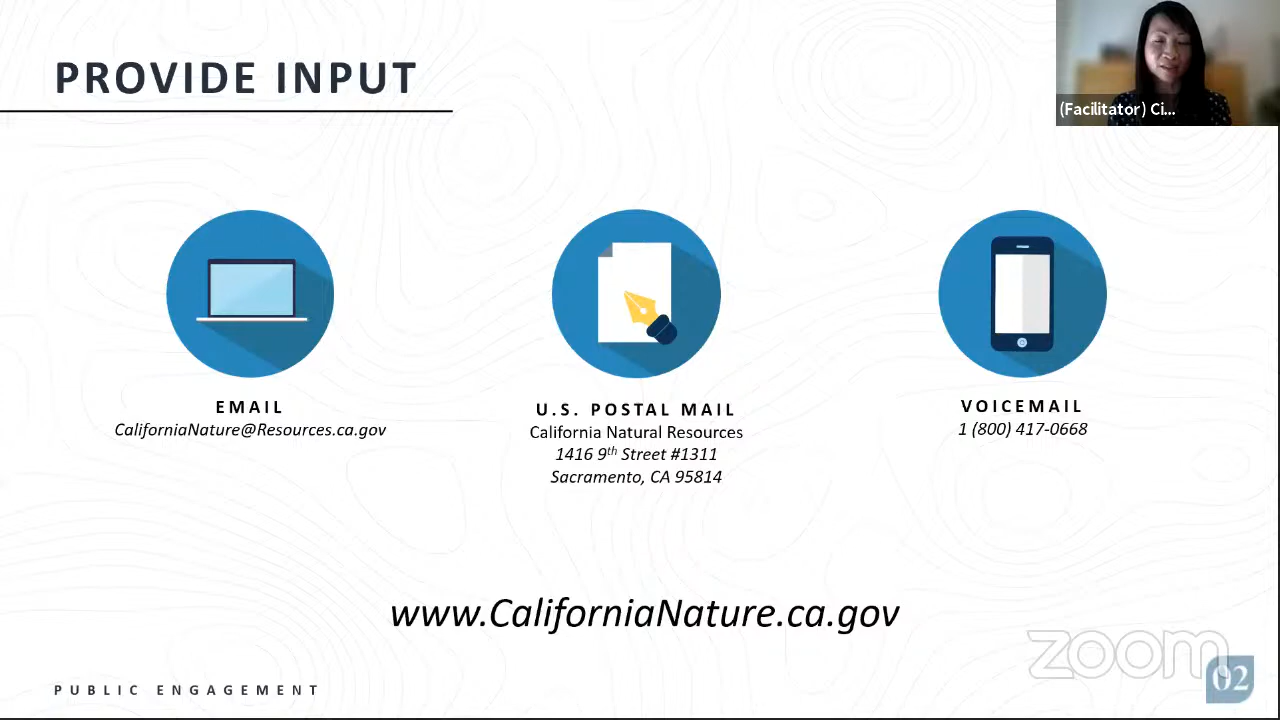 PROVIDE INPUT
(Facilitator) Ci...
EMAIL
CaliforniaNature@Resources.ca.gov
U.S. POSTAL MAIL
California Natural Resources
1416 9th Street #1311
Sacramento, CA 95814
VOICEMAIL
1 (800) 417-0668
www.CaliforniaNature.ca.gov
zoom
PUBLIC ENGAGEMENT
02